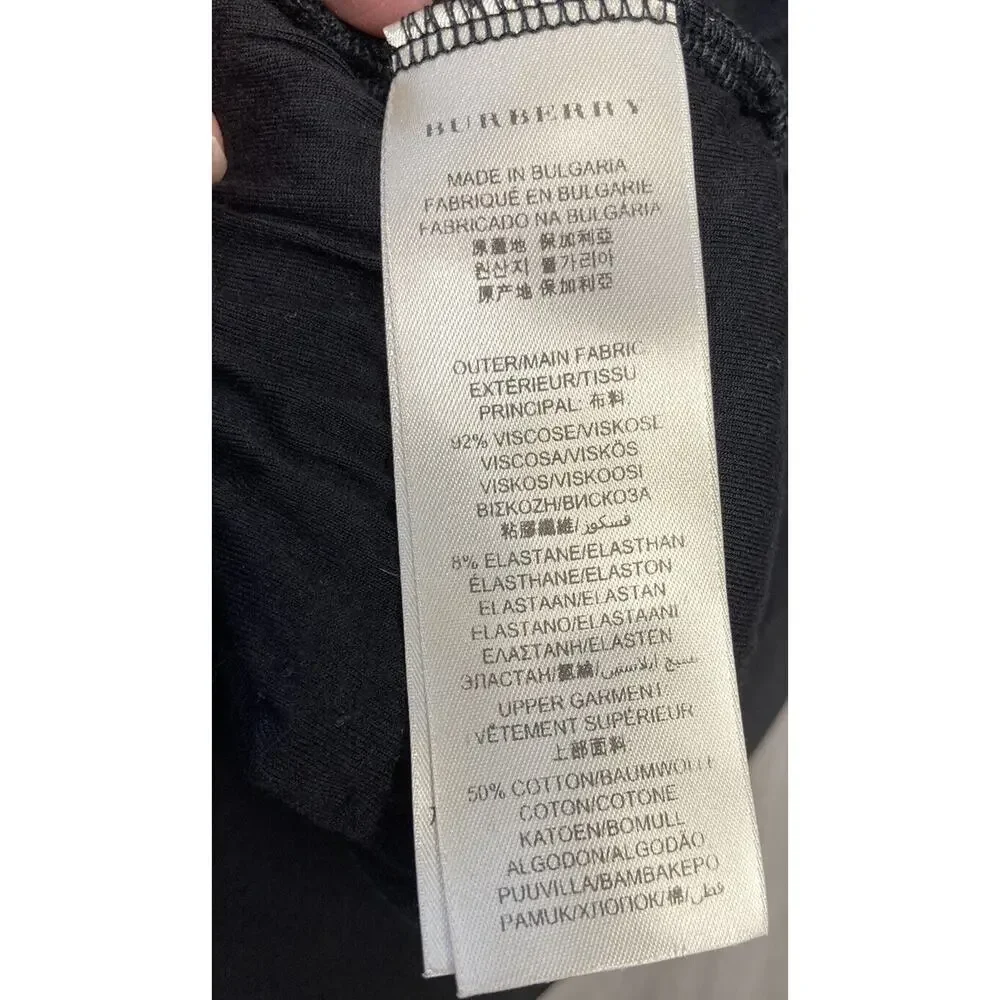 BURBERRY
MADE IN BULGARIA
FABRIQUÉ EN BULGARIE
FABRICADO NA BULGÁRIA
原產地 保加利亞
원산지 불가리아
原产地 保加利亞
OUTER/MAIN FABRIC
EXTÉRIEUR/TISSU
PRINCIPAL: 布料
92% VISCOSE/VISKOSE
VISCOSA/VISKÓS
VISKOS/VISKOOSI
ΒΙΣΚΟΖΗ/ВИСКОЗА
粘膠纖維/فسكوز
8% ELASTANE/ELASTHAN
ÉLASTHANE/ELASTON
ELASTAAN/ELASTAN
ELASTANO/ELASTAANI
ΕΛΑΣΤΑΝΗ/ELASTEN
ЭЛАСТАН/氨綸/نسيج إيلاستين
UPPER GARMENT
VÊTEMENT SUPÉRIEUR
上部面料
50% COTTON/BAUMWOLLE
COTON/COTONE
KATOEN/BOMULL
ALGODON/ALGODÃO
PUUVILLA/ΒΑΜΒΑΚΕΡΟ
PAMUK/ХЛОПОК/棉/قطن